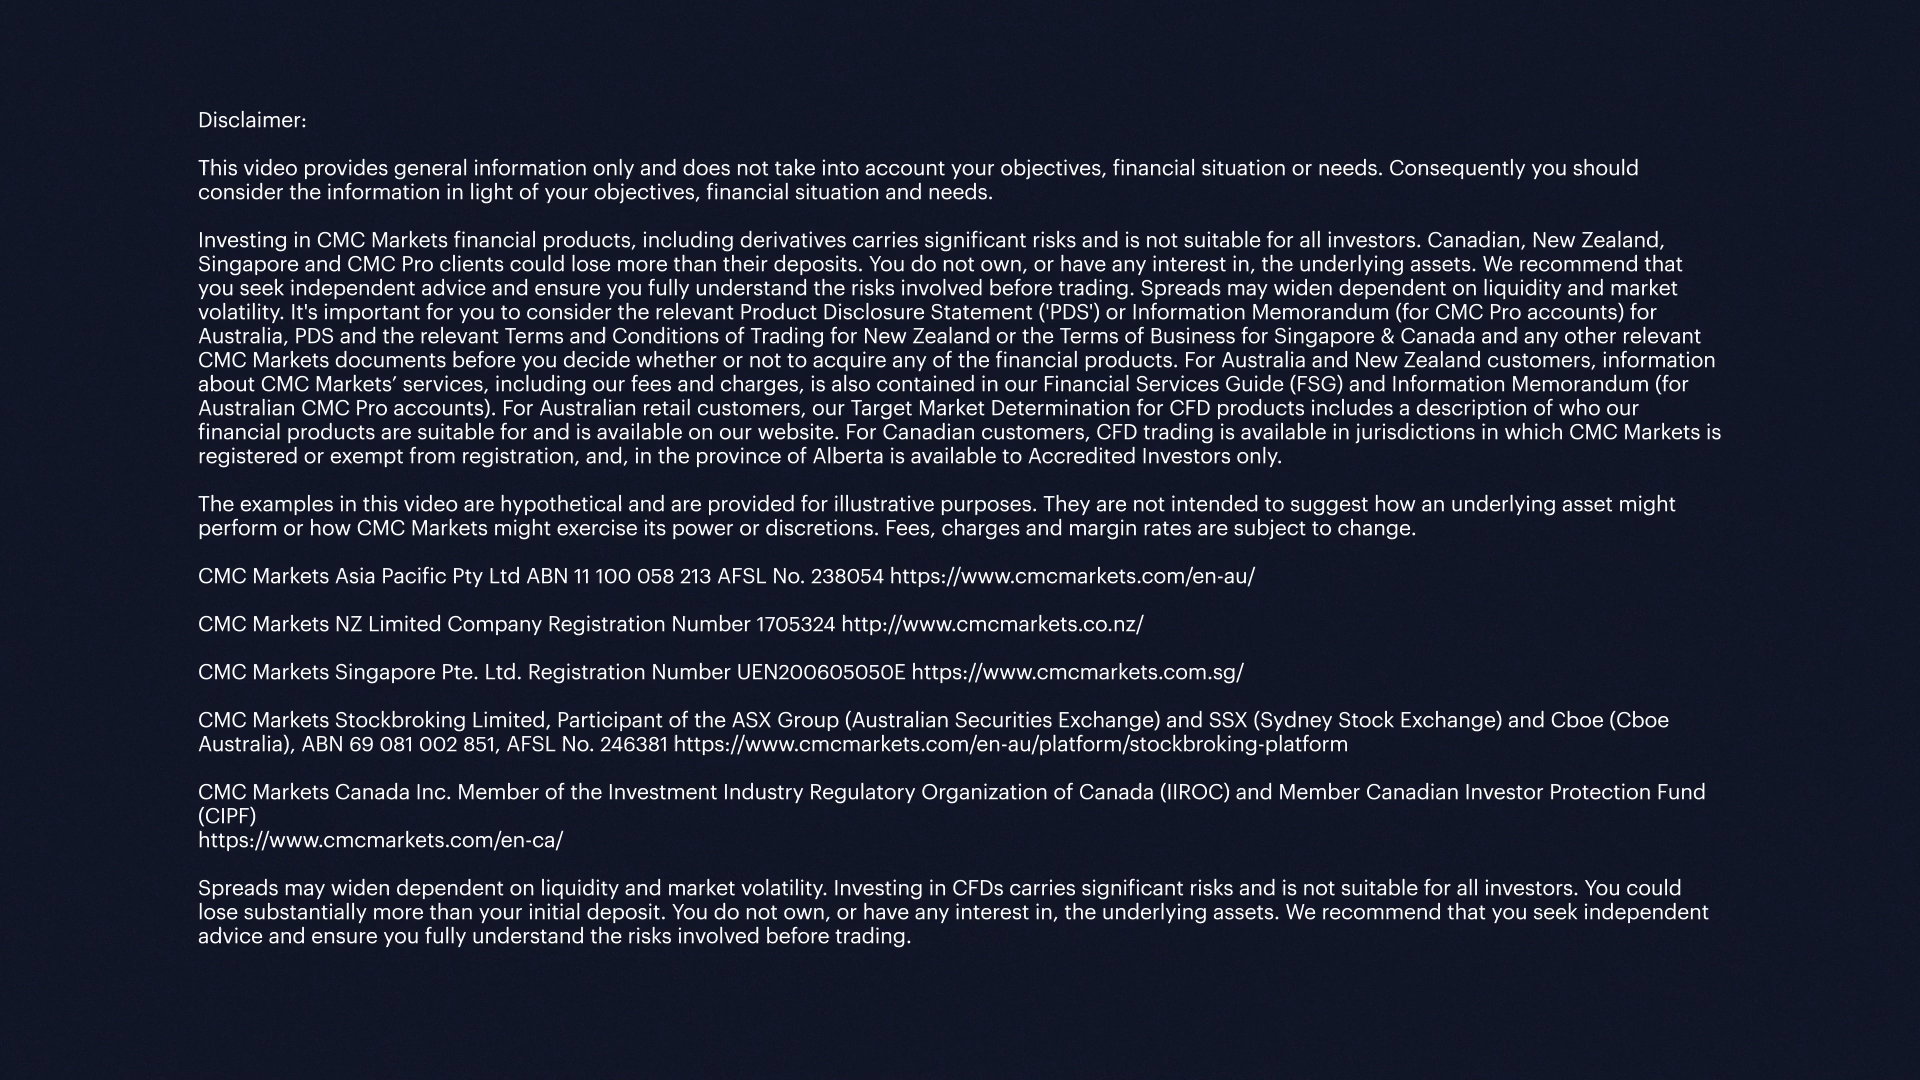 Disclaimer:
This video provides general information only and does not take into account your objectives, financial situation or needs. Consequently you should
consider the information in light of your objectives, financial situation and needs.
Investing in CMC Markets financial products, including derivatives carries significant risks and is not suitable for all investors. Canadian, New Zealand,
Singapore and CMC Pro clients could lose more than their deposits. You do not own, or have any interest in, the underlying assets. We recommend that
you seek independent advice and ensure you fully understand the risks involved before trading. Spreads may widen dependent on liquidity and market
volatility. It's important for you to consider the relevant Product Disclosure Statement ('PDS') or Information Memorandum (for CMC Pro accounts) for
Australia, PDS and the relevant Terms and Conditions of Trading for New Zealand or the Terms of Business for Singapore & Canada and any other relevant
CMC Markets documents before you decide whether or not to acquire any of the financial products. For Australia and New Zealand customers, information
about CMC Markets’ services, including our fees and charges, is also contained in our Financial Services Guide (FSG) and Information Memorandum (for
Australian CMC Pro accounts). For Australian retail customers, our Target Market Determination for CFD products includes a description of who our
financial products are suitable for and is available on our website. For Canadian customers, CFD trading is available in jurisdictions in which CMC Markets is
registered or exempt from registration, and, in the province of Alberta is available to Accredited Investors only.
The examples in this video are hypothetical and are provided for illustrative purposes. They are not intended to suggest how an underlying asset might
perform or how CMC Markets might exercise its power or discretions. Fees, charges and margin rates are subject to change.
CMC Markets Asia Pacific Pty Ltd ABN 11 100 058 213 AFSL No. 238054 https://www.cmcmarkets.com/en-au/
CMC Markets NZ Limited Company Registration Number 1705324 http://www.cmcmarkets.co.nz/
CMC Markets Singapore Pte. Ltd. Registration Number UEN200605050E https://www.cmcmarkets.com.sg/
CMC Markets Stockbroking Limited, Participant of the ASX Group (Australian Securities Exchange) and SSX (Sydney Stock Exchange) and Cboe (Cboe
Australia), ABN 69 081 002 851, AFSL No. 246381 https://www.cmcmarkets.com/en-au/platform/stockbroking-platform
CMC Markets Canada Inc. Member of the Investment Industry Regulatory Organization of Canada (IIROC) and Member Canadian Investor Protection Fund
(CIPF)
https://www.cmcmarkets.com/en-ca/
Spreads may widen dependent on liquidity and market volatility. Investing in CFDs carries significant risks and is not suitable for all investors. You could
lose substantially more than your initial deposit. You do not own, or have any interest in, the underlying assets. We recommend that you seek independent
advice and ensure you fully understand the risks involved before trading.